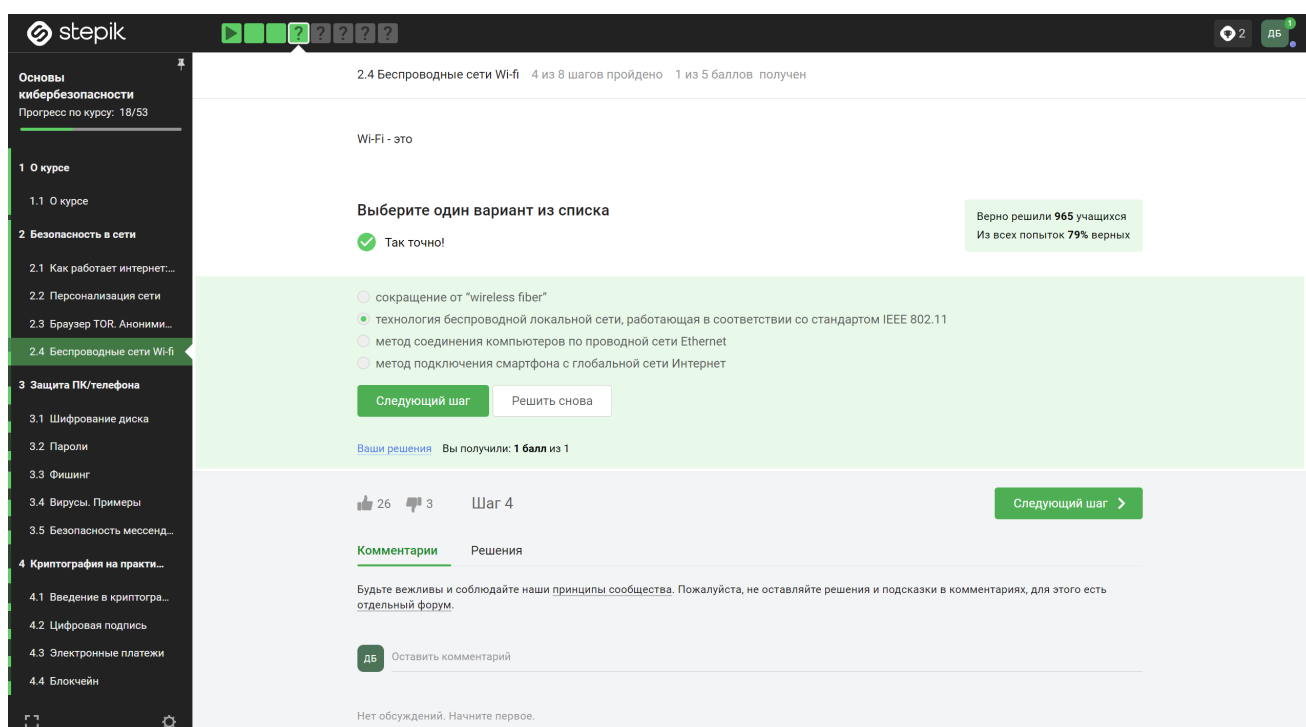 stepik
? ? ? ? ?
2
ДБ
1
Основы
кибербезопасности
Прогресс по курсу: 18/53
1 О курсе
1.1 О курсе
2 Безопасность в сети
2.1 Как работает интернет:...
2.2 Персонализация сети
2.3 Браузер TOR. Аноними...
2.4 Беспроводные сети Wi-fi
3 Защита ПК/телефона
3.1 Шифрование диска
3.2 Пароли
3.3 Фишинг
3.4 Вирусы. Примеры
3.5 Безопасность мессенд...
4 Криптография на практи...
4.1 Введение в криптогра...
4.2 Цифровая подпись
4.3 Электронные платежи
4.4 Блокчейн
2.4 Беспроводные сети Wi-fi 4 из 8 шагов пройдено 1 из 5 баллов получен
Wi-Fi - это
Выберите один вариант из списка
Так точно!
Верно решили 965 учащихся
Из всех попыток 79% верных
сокращение от “wireless fiber”
технология беспроводной локальной сети, работающая в соответствии со стандартом IEEE 802.11
метод соединения компьютеров по проводной сети Ethernet
метод подключения смартфона с глобальной сети Интернет
Следующий шаг Решить снова
Ваши решения Вы получили: 1 балл из 1
26 3 Шаг 4 Следующий шаг
Комментарии Решения
Будьте вежливы и соблюдайте наши принципы сообщества. Пожалуйста, не оставляйте решения и подсказки в комментариях, для этого есть
отдельный форум.
ДБ Оставить комментарий
Нет обсуждений. Начните первое.